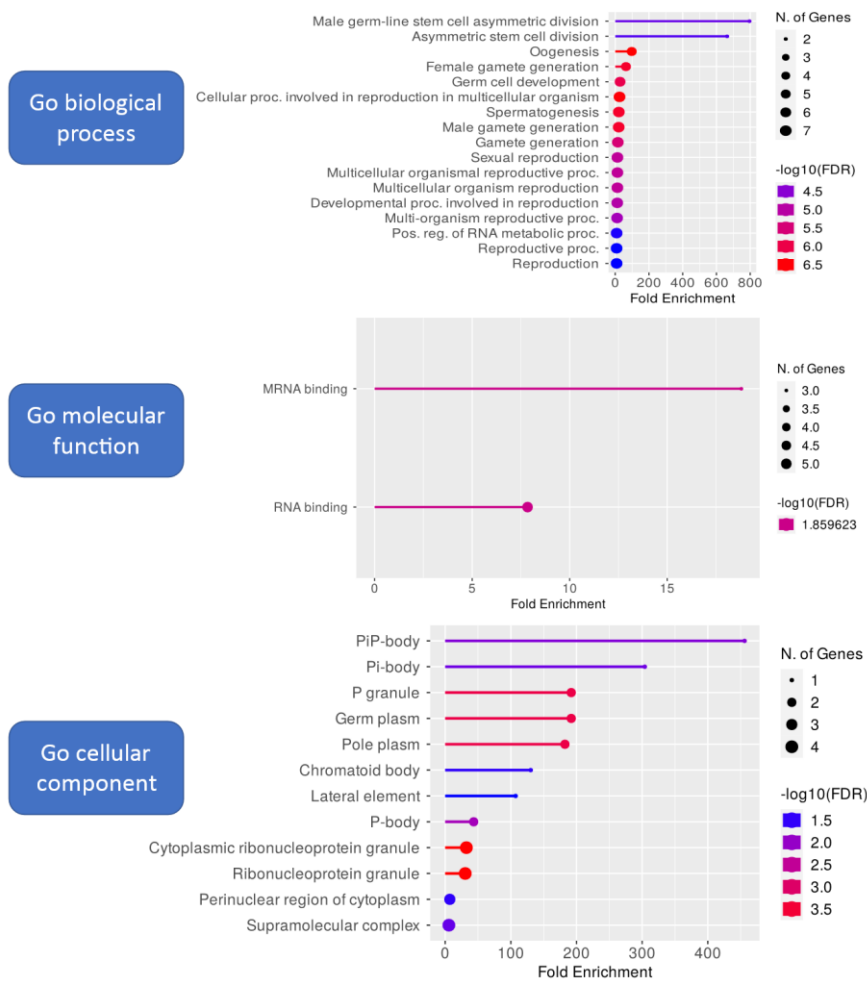 Go biological
process
Male germ-line stem cell asymmetric division
Asymmetric stem cell division
Oogenesis
Female gamete generation
Germ cell development
Cellular proc. involved in reproduction in multicellular organism
Spermatogenesis
Male gamete generation
Gamete generation
Sexual reproduction
Multicellular organismal reproductive proc.
Multicellular organism reproduction
Developmental proc. involved in reproduction
Multi-organism reproductive proc.
Pos. reg. of RNA metabolic proc.
Reproductive proc.
Reproduction
0 200 400 600 800
Fold Enrichment
N. of Genes
2
3
4
5
6
7
-log10(FDR)
4.5
5.0
5.5
6.0
6.5
Go molecular
function
MRNA binding
RNA binding
0 5 10 15
Fold Enrichment
N. of Genes
3.0
3.5
4.0
4.5
5.0
-log10(FDR)
1.859623
Go cellular
component
PiP-body
Pi-body
P granule
Germ plasm
Pole plasm
Chromatoid body
Lateral element
P-body
Cytoplasmic ribonucleoprotein granule
Ribonucleoprotein granule
Perinuclear region of cytoplasm
Supramolecular complex
0 100 200 300 400
Fold Enrichment
N. of Genes
1
2
3
4
-log10(FDR)
1.5
2.0
2.5
3.0
3.5